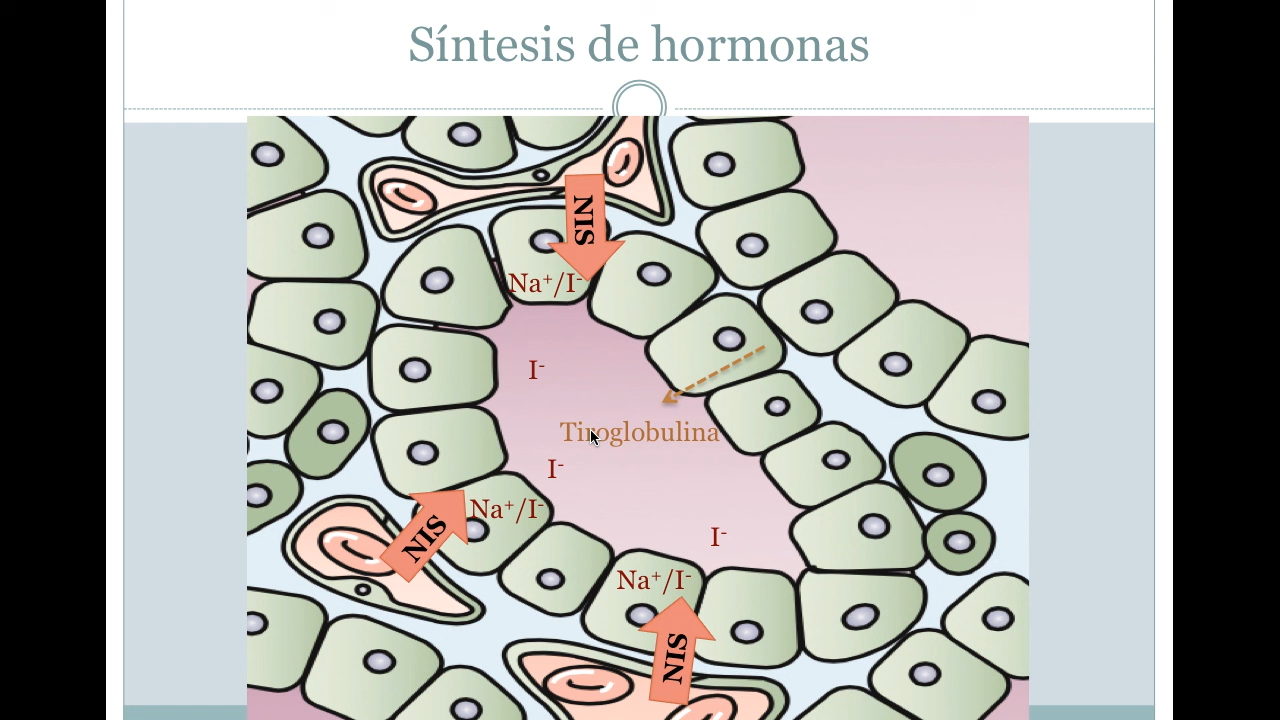 Síntesis de hormonas
NIS
Na⁺/I⁻
I⁻
Tiroglobulina
I⁻
Na⁺/I⁻
NIS
I⁻
Na⁺/I⁻
NIS